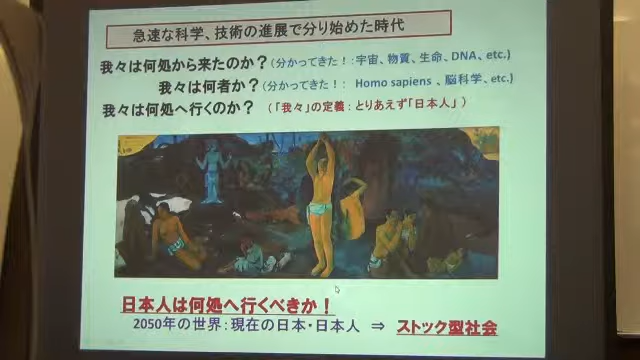 急速な科学、技術の進展で分り始めた時代
我々は何処から来たのか?(分かってきた!:宇宙、物質、生命、DNA、etc.)
我々は何者か?(分かってきた!: Homo sapiens 、脳科学、etc.)
我々は何処へ行くのか? (「我々」の定義:とりあえず「日本人」)
日本人は何処へ行くべきか!
2050年の世界:現在の日本・日本人 ⇒ ストック型社会